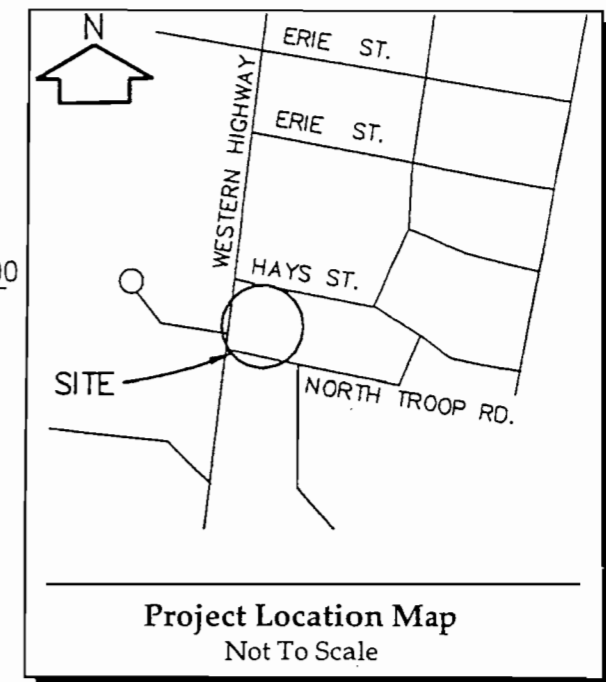 N
ERIE ST.
ERIE ST.
WESTERN HIGHWAY
HAYS ST.
SITE
NORTH TROOP RD.
Project Location Map
Not To Scale